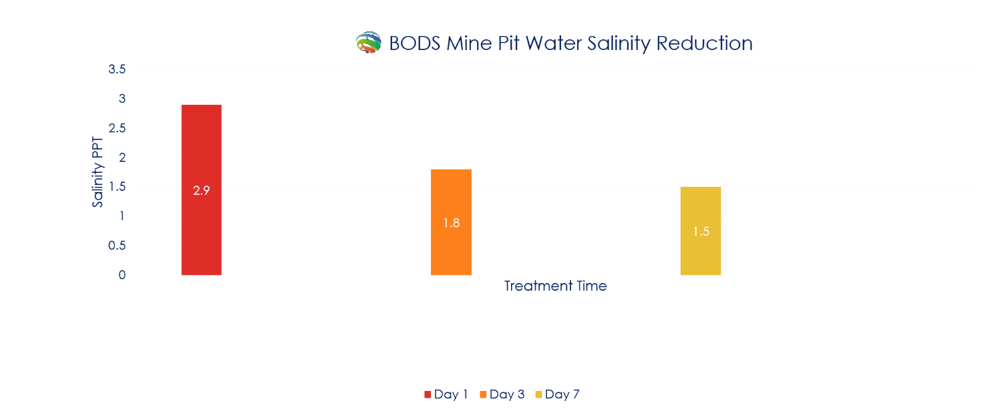 BODS Mine Pit Water Salinity Reduction
3.5
3
2.5
2
1.5
1
0.5
0
Salinity PPT
2.9
1.8
1.5
Treatment Time
Day 1 Day 3 Day 7